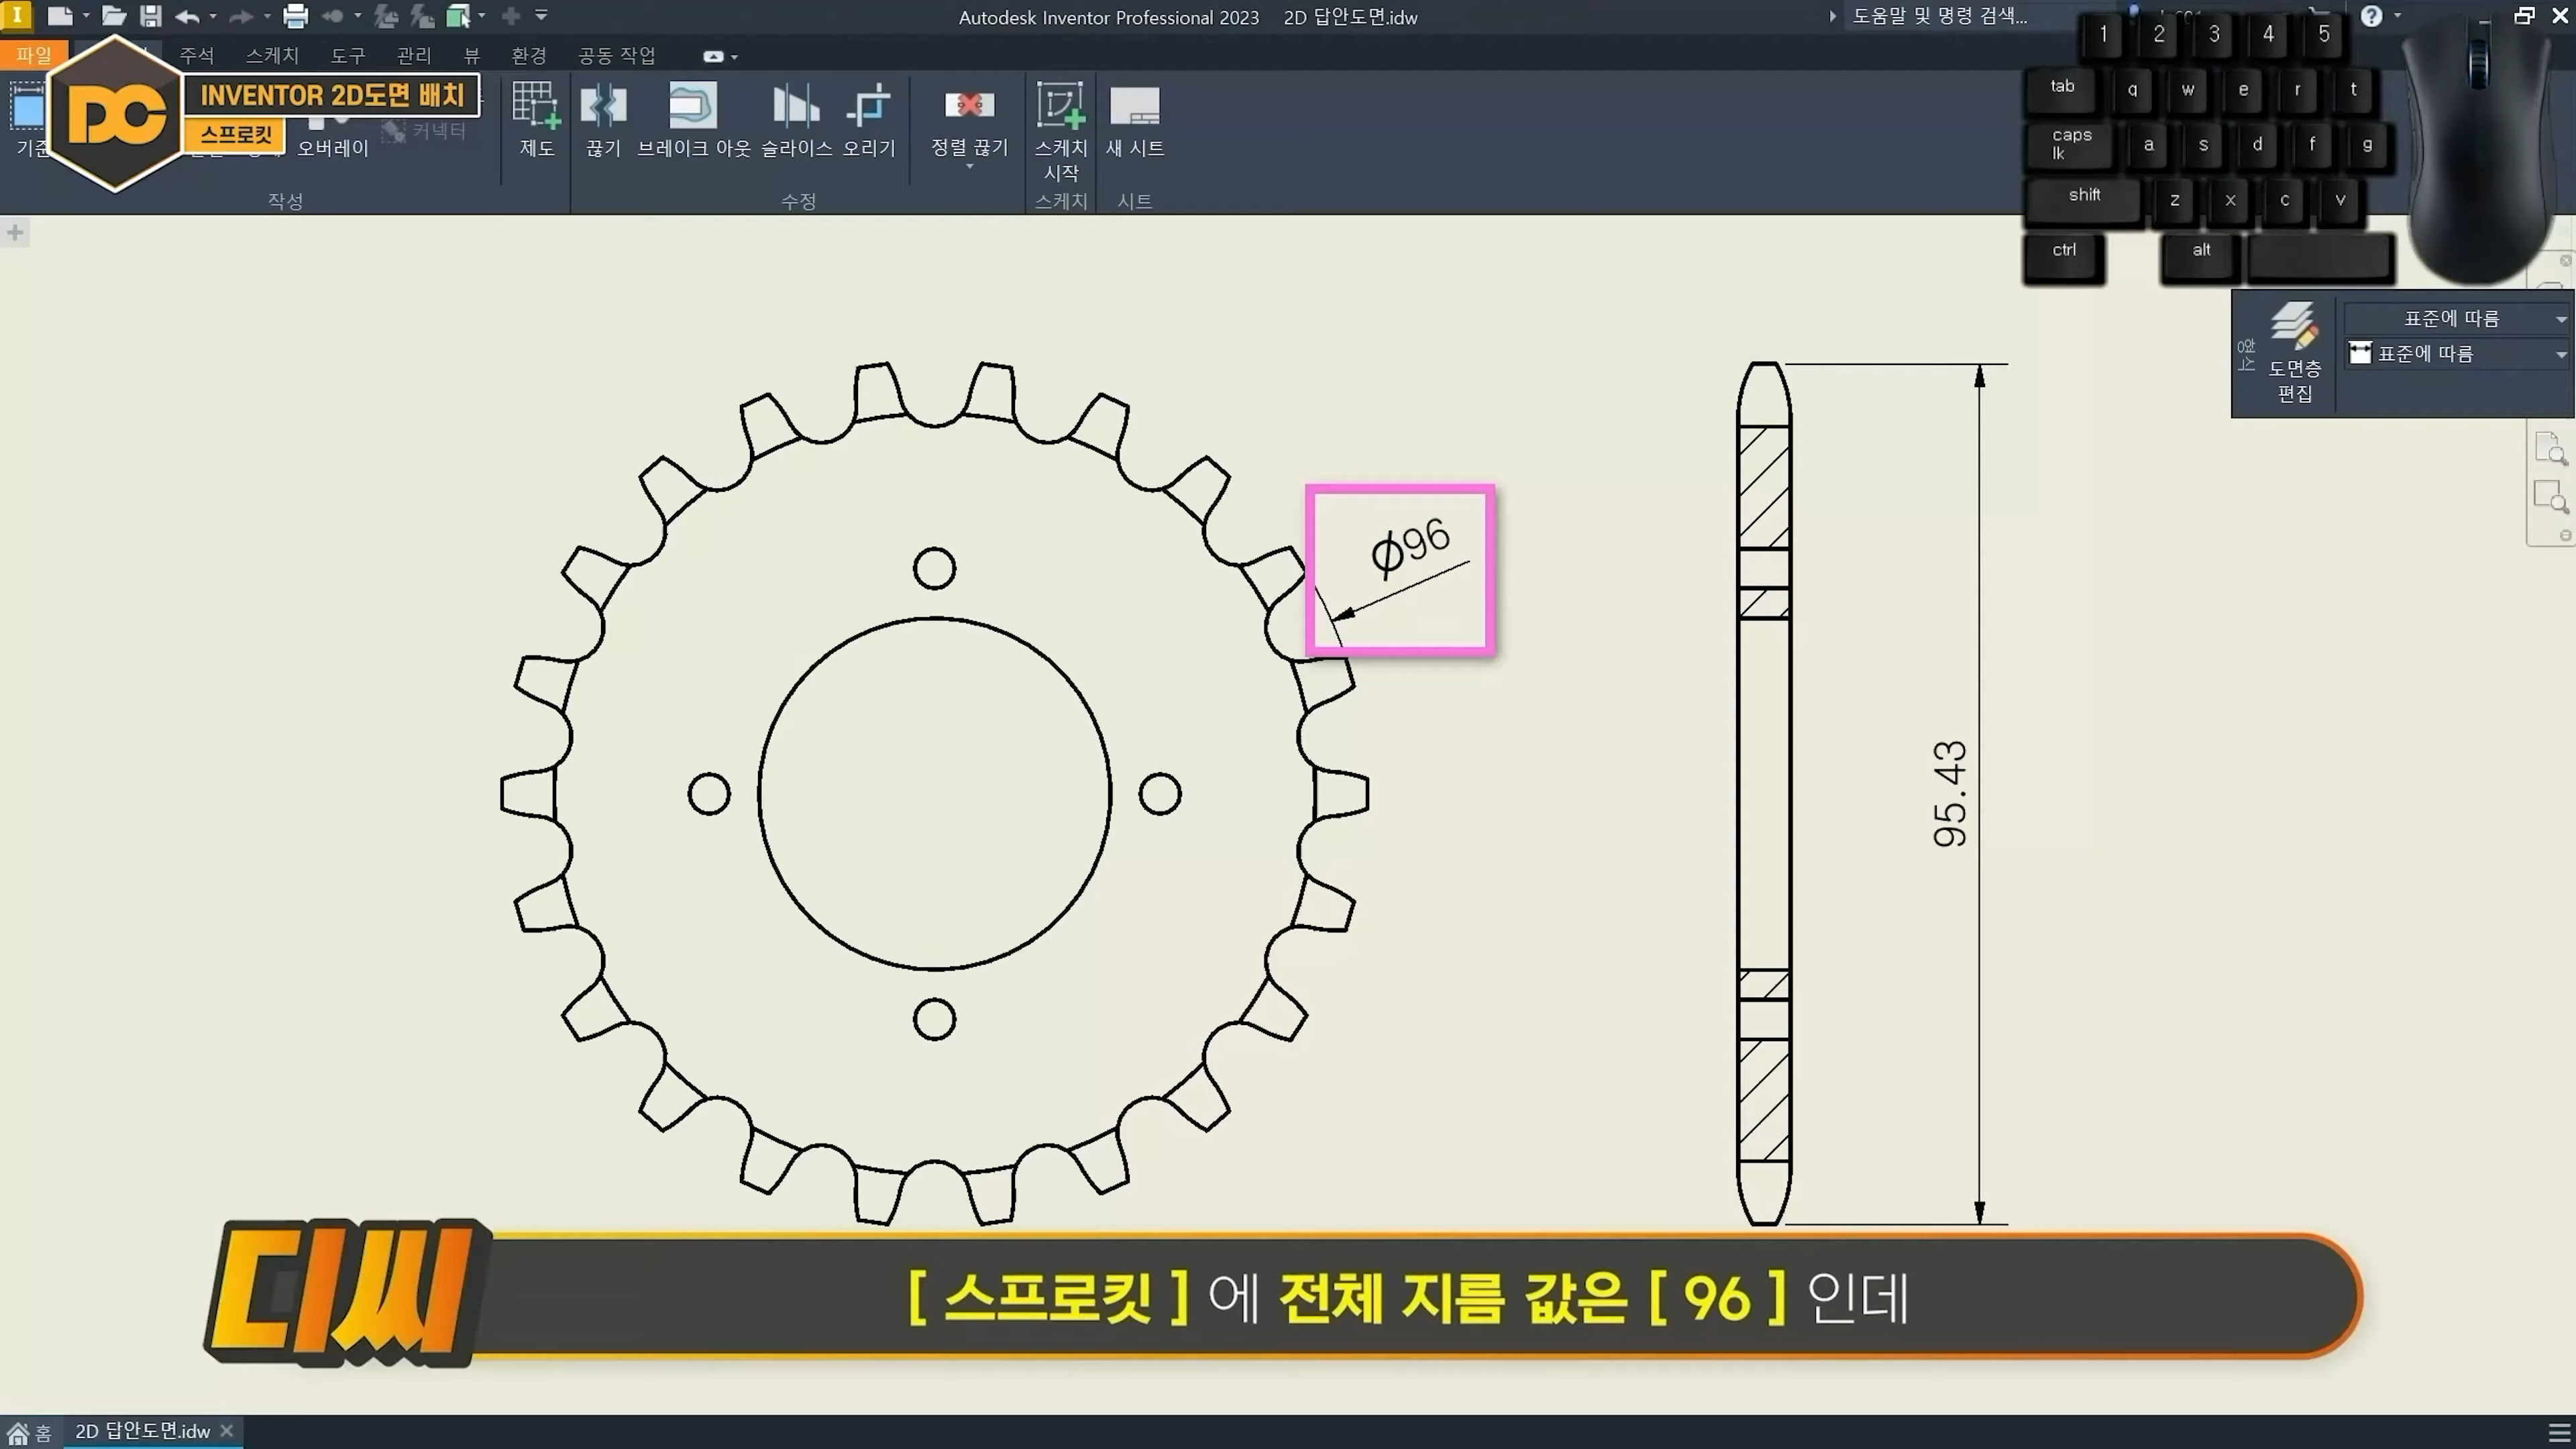 Autodesk Inventor Professional 2023 2D 답안도면.idw
도움말 및 명령 검색...
파일 주석 스케치 도구 관리 뷰 환경 공동 작업
DC
INVENTOR 2D도면 배치
스프로킷
오버레이
커넥터
제도
끊기
브레이크 아웃
슬라이스
오리기
정렬 끊기
스케치
시작
새 시트
작성
수정
스케치
시트
1 2 3 4 5
tab q w e r t
caps
lk
a s d f g
shift z x c v
ctrl alt
도면층
편집
표준에 따름
표준에 따름
Ø96
95.43
디씨
[ 스프로킷 ] 에 전체 지름 값은 [ 96 ] 인데
홈
2D 답안도면.idw